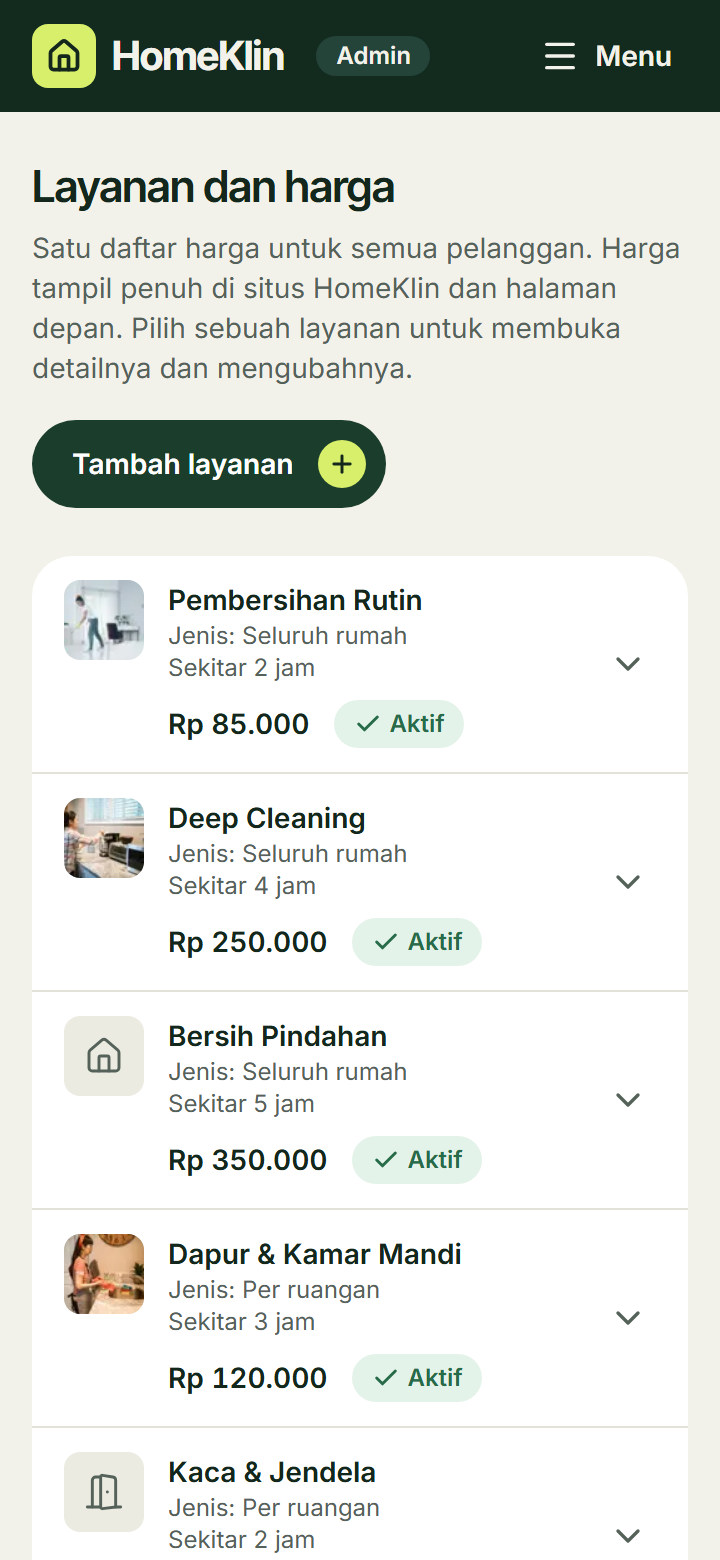 HomeKlin Admin Menu
Layanan dan harga
Satu daftar harga untuk semua pelanggan. Harga
tampil penuh di situs HomeKlin dan halaman
depan. Pilih sebuah layanan untuk membuka
detailnya dan mengubahnya.
Tambah layanan
Pembersihan Rutin
Jenis: Seluruh rumah
Sekitar 2 jam
Rp 85.000 Aktif
Deep Cleaning
Jenis: Seluruh rumah
Sekitar 4 jam
Rp 250.000 Aktif
Bersih Pindahan
Jenis: Seluruh rumah
Sekitar 5 jam
Rp 350.000 Aktif
Dapur & Kamar Mandi
Jenis: Per ruangan
Sekitar 3 jam
Rp 120.000 Aktif
Kaca & Jendela
Jenis: Per ruangan
Sekitar 2 jam